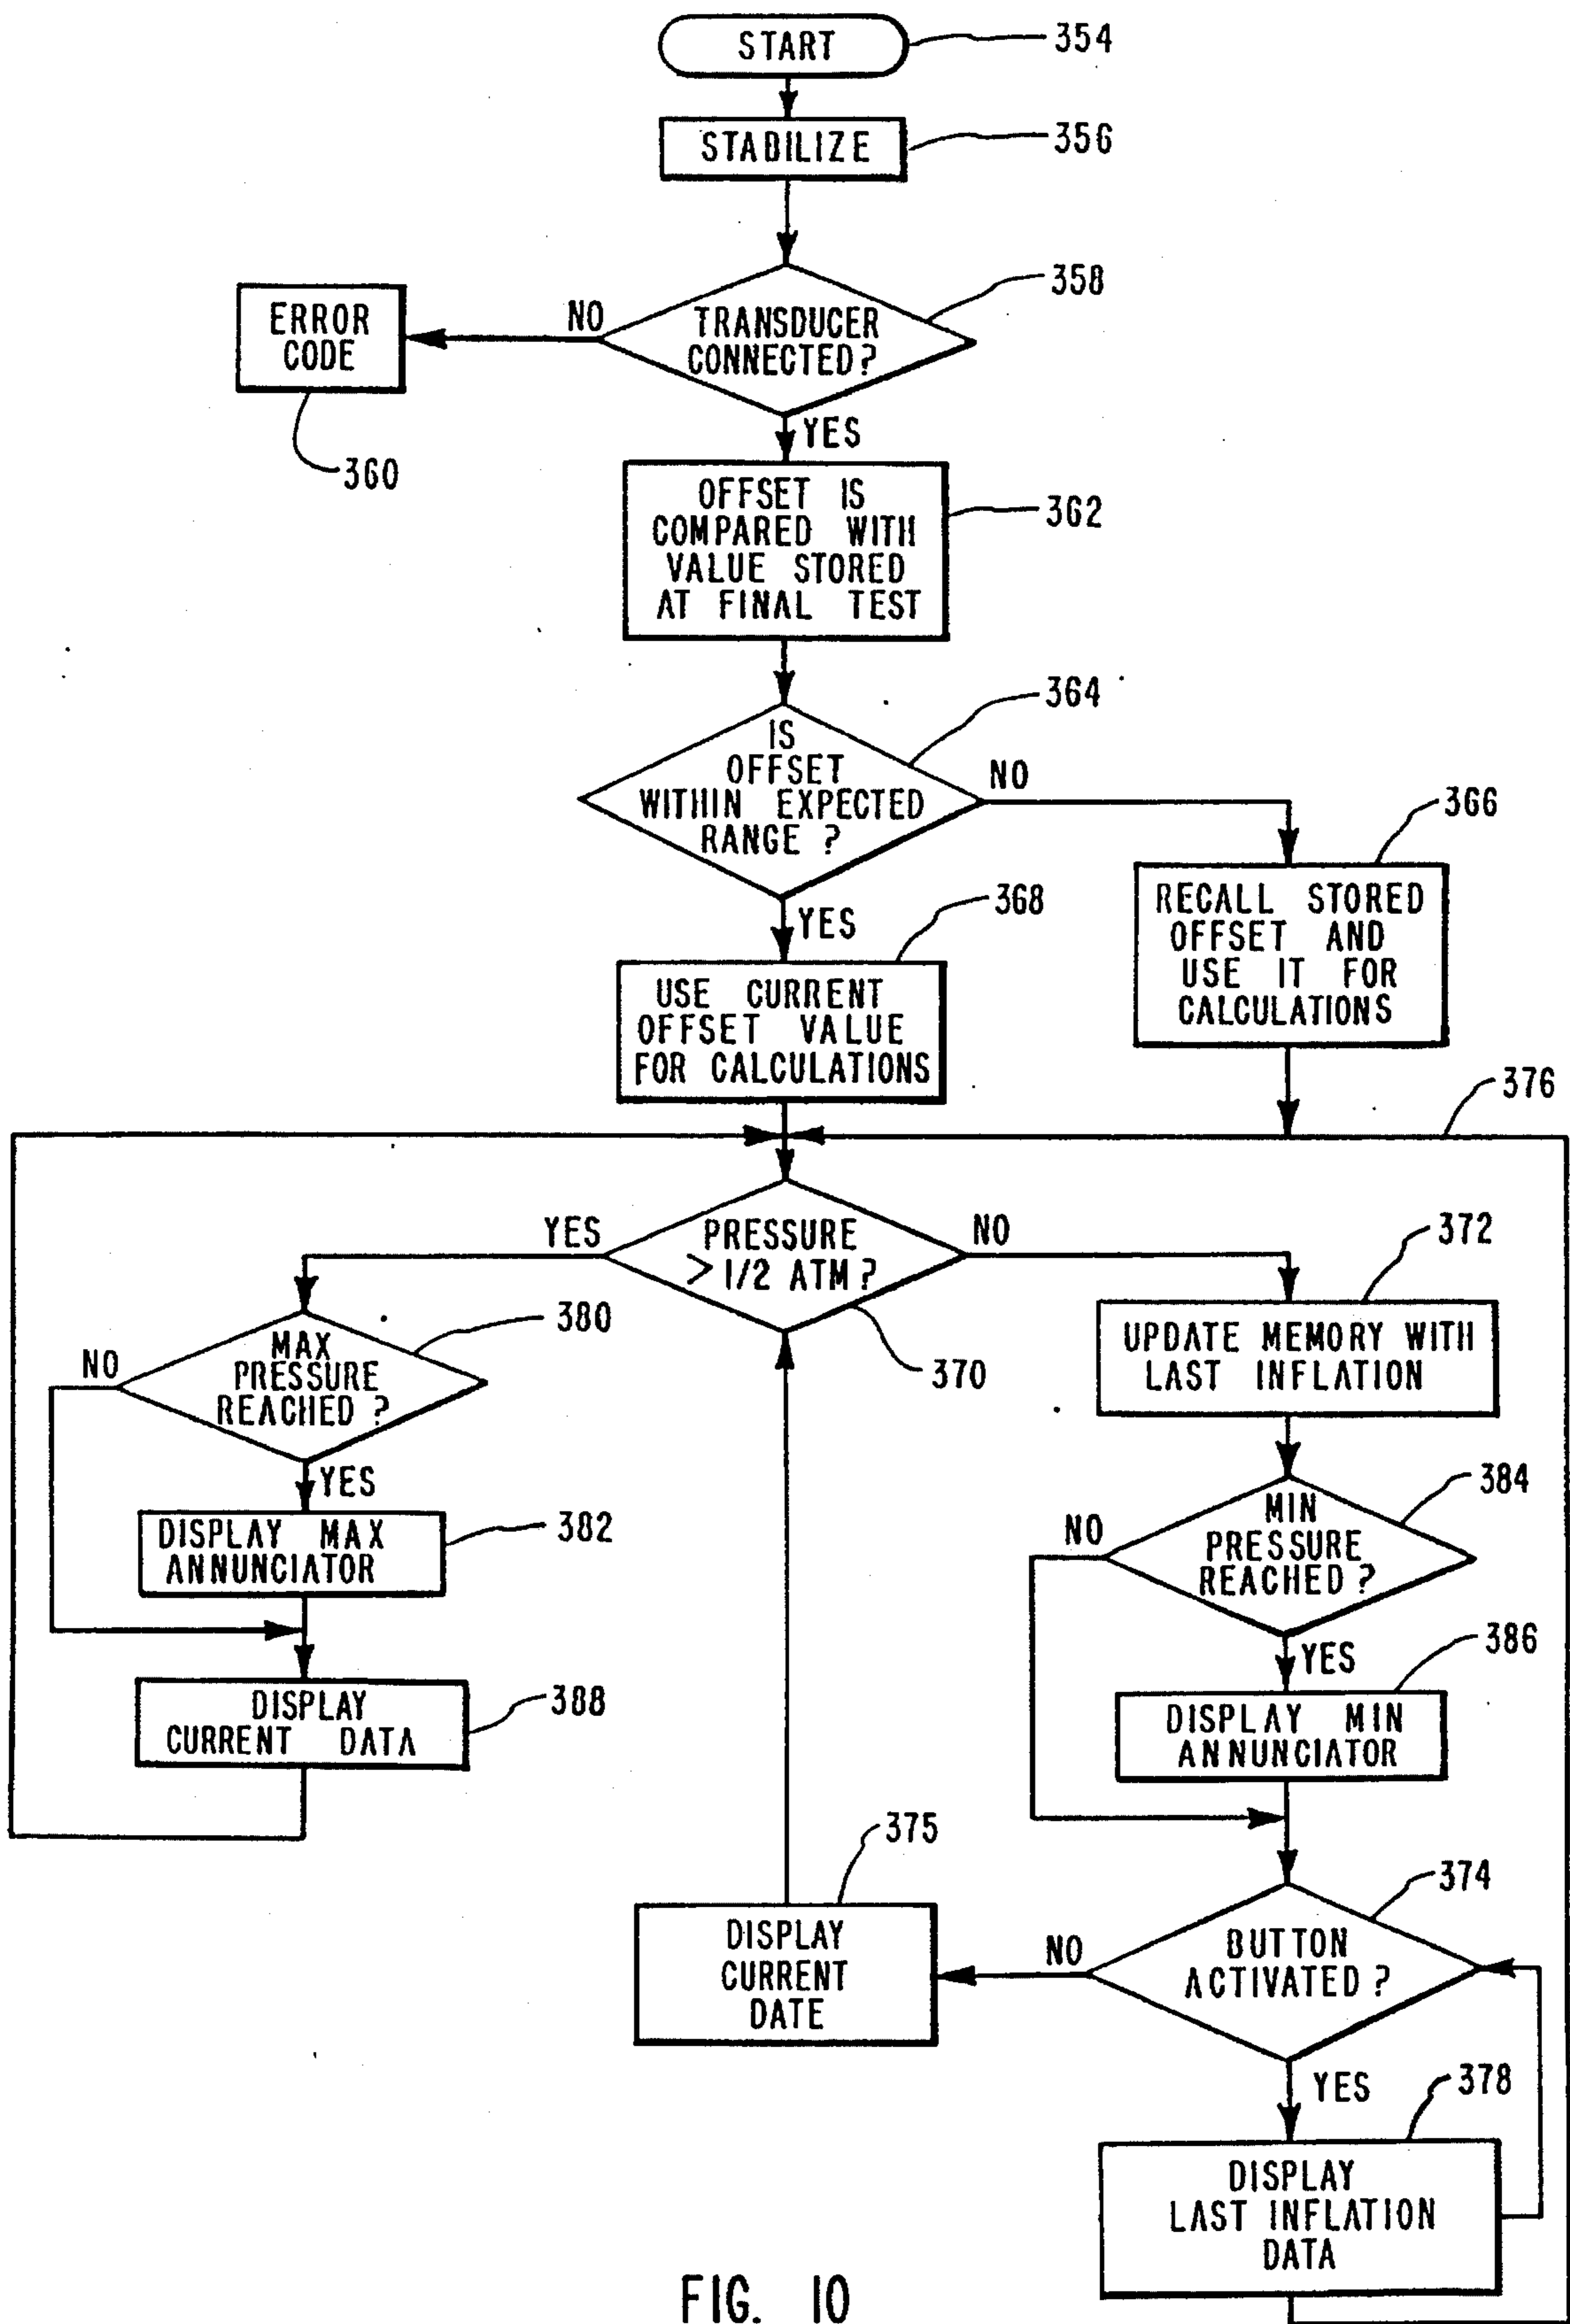 START
354
STABILIZE
356
358
TRANSDUCER
CONNECTED?
NO
ERROR
CODE
360
YES
OFFSET IS
COMPARED WITH
VALUE STORED
AT FINAL TEST
362
364
IS
OFFSET
WITHIN EXPECTED
RANGE ?
NO
366
RECALL STORED
OFFSET AND
USE IT FOR
CALCULATIONS
YES
368
USE CURRENT
OFFSET VALUE
FOR CALCULATIONS
376
PRESSURE
> 1/2 ATM ?
370
YES
NO
380
MAX
PRESSURE
REACHED ?
NO
YES
DISPLAY MAX
ANNUNCIATOR
382
DISPLAY
CURRENT DATA
388
372
UPDATE MEMORY WITH
LAST INFLATION
384
MIN
PRESSURE
REACHED ?
NO
YES
386
DISPLAY MIN
ANNUNCIATOR
374
BUTTON
ACTIVATED ?
NO
375
DISPLAY
CURRENT
DATE
YES
378
DISPLAY
LAST INFLATION
DATA
FIG. 10